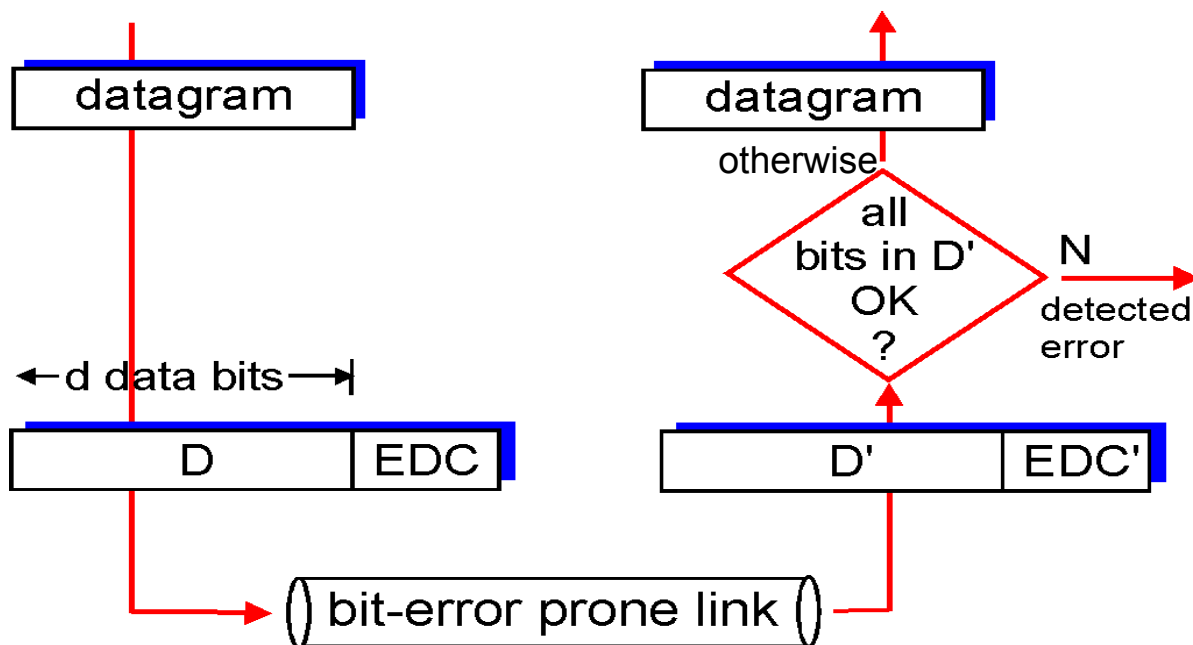 datagram
d data bits
D
EDC
bit-error prone link
datagram
otherwise
all
bits in D'
OK
?
N
detected
error
D'
EDC'